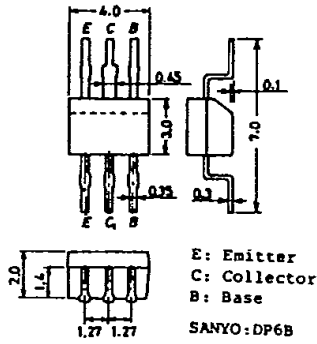 4.0
E C B
0.45
0.1
3.0
7.0
0.35
0.3
E C₁ B
2.0
1.4
1.27 1.27
E: Emitter
C: Collector
B: Base
SANYO:DP6B